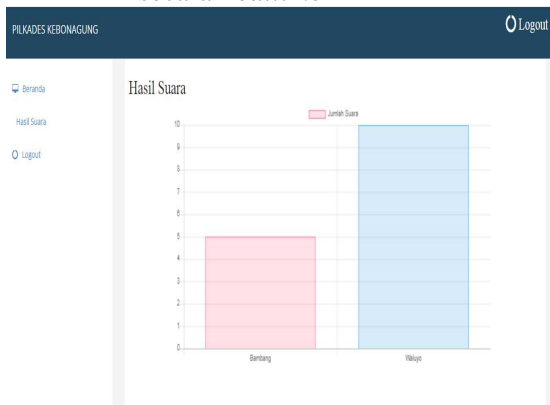 PILKADES KEBONAGUNG
Logout
Beranda
Hasil Suara
Logout
Hasil Suara
Jumlah Suara
10
9
8
7
6
5
4
3
2
1
0
Bambang
Waluyo